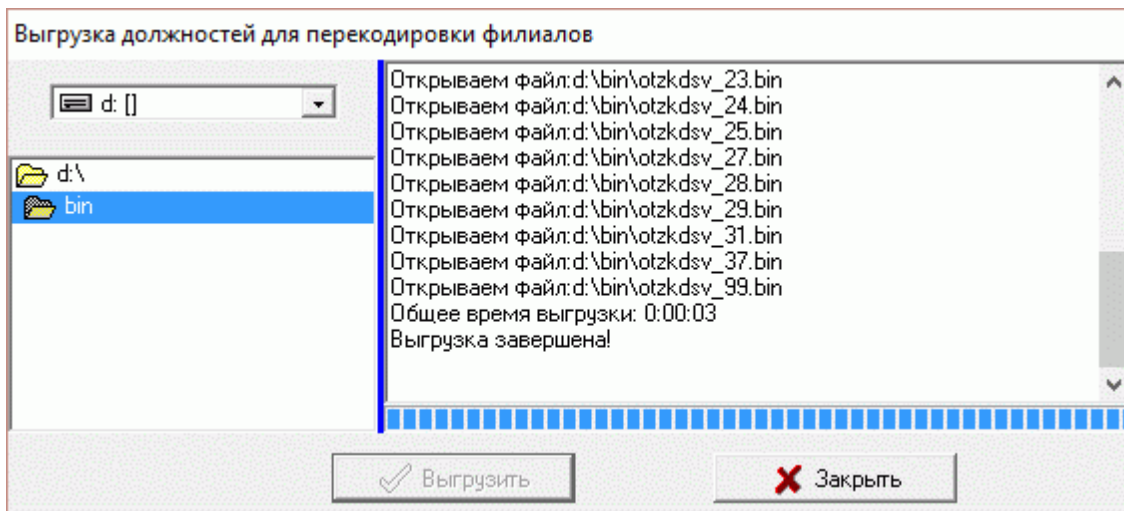 Выгрузка должностей для перекодировки филиалов
d: []
d:\
bin
Открываем файл:d:\bin\otzkdsv_23.bin
Открываем файл:d:\bin\otzkdsv_24.bin
Открываем файл:d:\bin\otzkdsv_25.bin
Открываем файл:d:\bin\otzkdsv_27.bin
Открываем файл:d:\bin\otzkdsv_28.bin
Открываем файл:d:\bin\otzkdsv_29.bin
Открываем файл:d:\bin\otzkdsv_31.bin
Открываем файл:d:\bin\otzkdsv_37.bin
Открываем файл:d:\bin\otzkdsv_99.bin
Общее время выгрузки: 0:00:03
Выгрузка завершена!
Выгрузить
Закрыть